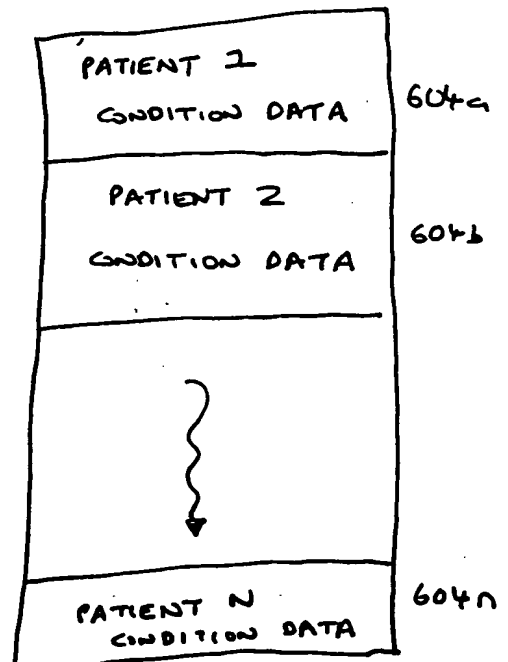 PATIENT 1
CONDITION DATA
604a
PATIENT 2
CONDITION DATA
604b
PATIENT N
CONDITION DATA
604n